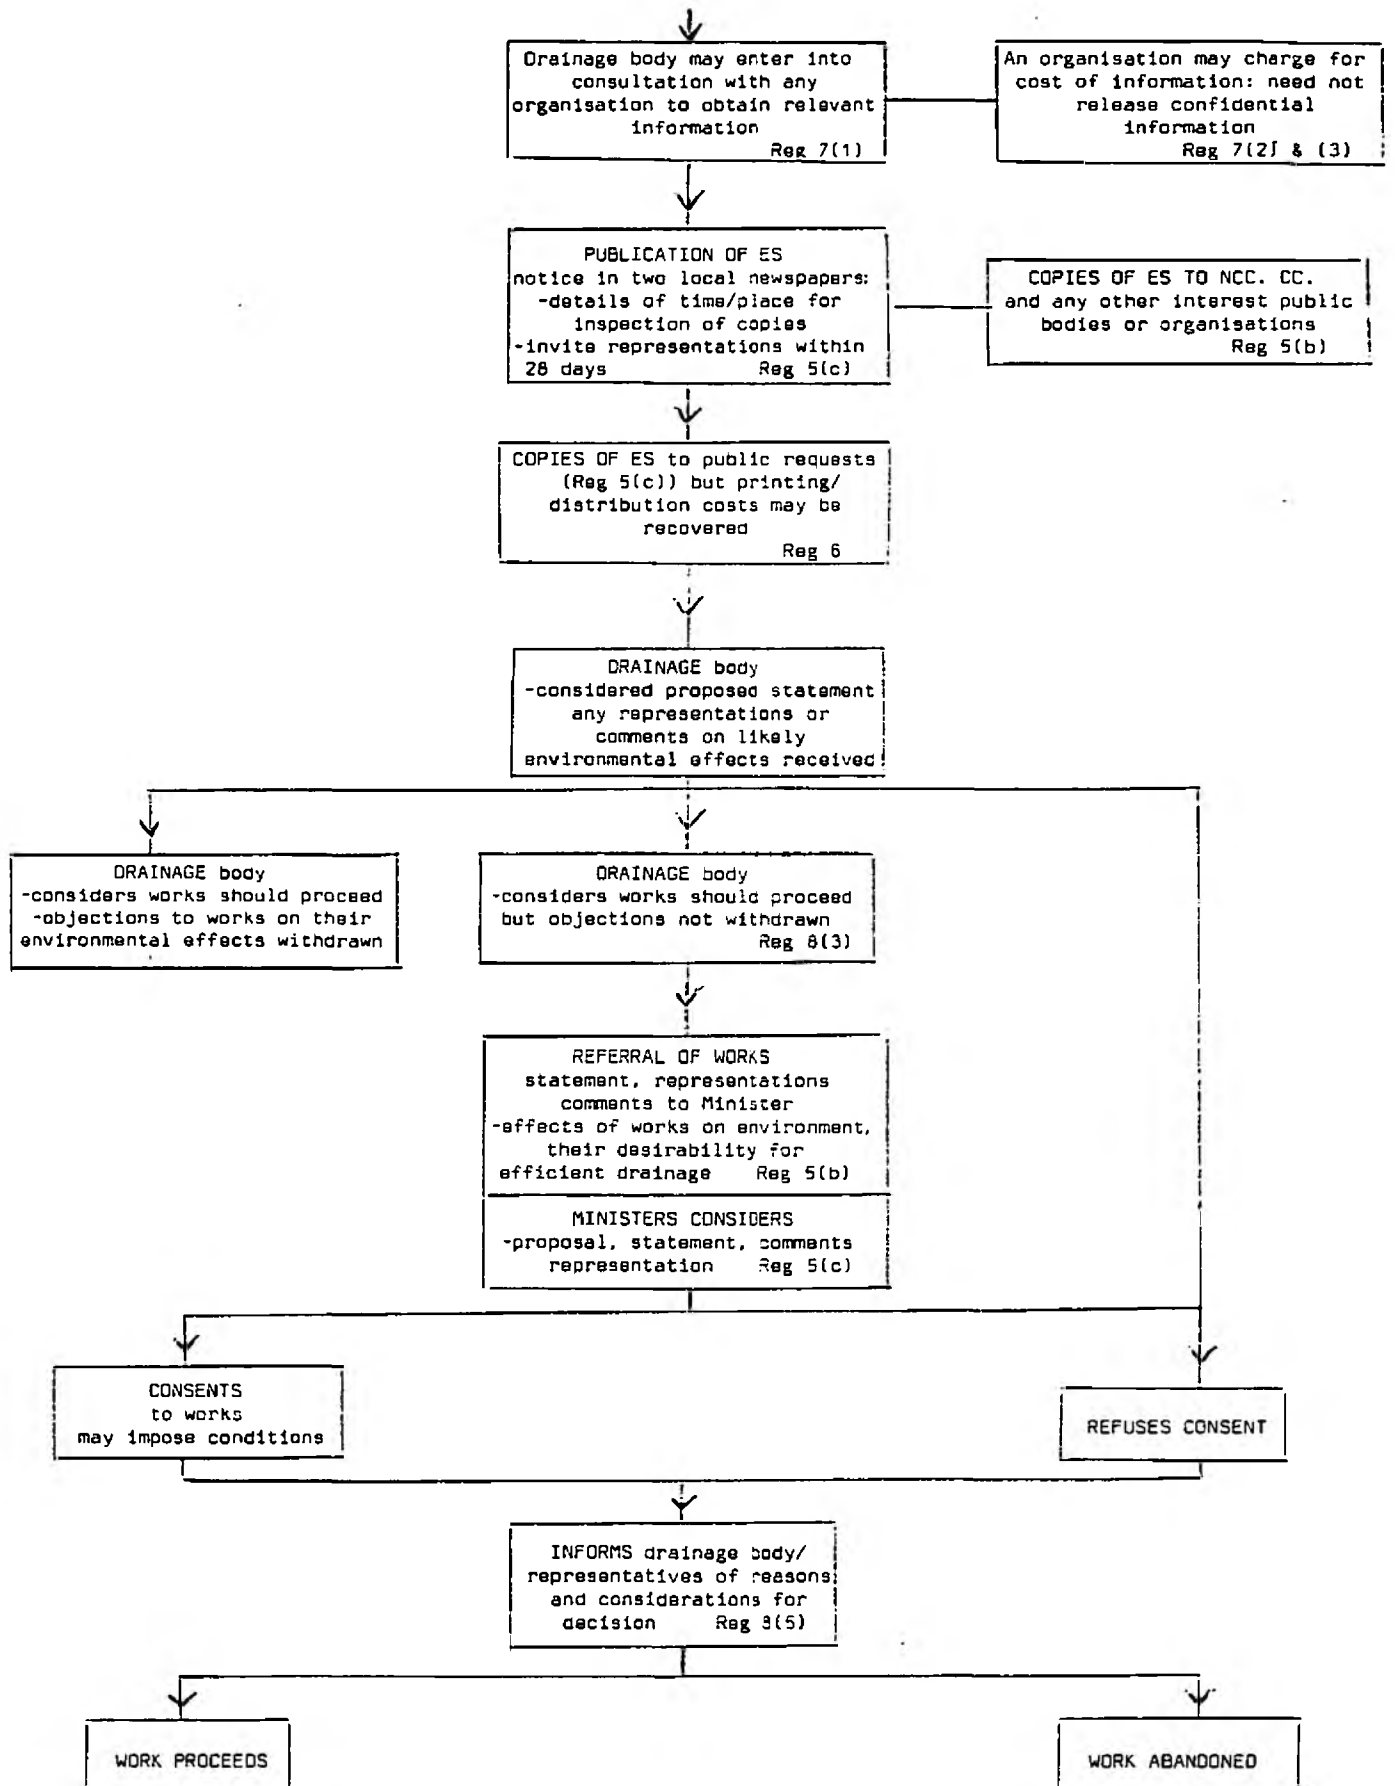 Drainage body may enter into
consultation with any
organisation to obtain relevant
information
Reg 7(1)
An organisation may charge for
cost of information: need not
release confidential
information
Reg 7(2) & (3)
PUBLICATION OF ES
notice in two local newspapers:
-details of time/place for
inspection of copies
-invite representations within
28 days Reg 5(c)
COPIES OF ES TO NCC. CC.
and any other interest public
bodies or organisations
Reg 5(b)
COPIES OF ES to public requests
(Reg 5(c)) but printing/
distribution costs may be
recovered
Reg 6
DRAINAGE body
-considered proposed statement
any representations or
comments on likely
environmental effects received
DRAINAGE body
-considers works should proceed
-objections to works on their
environmental effects withdrawn
DRAINAGE body
-considers works should proceed
but objections not withdrawn
Reg 8(3)
REFERRAL OF WORKS
statement, representations
comments to Minister
-effects of works on environment,
their desirability for
efficient drainage Reg 5(b)
MINISTERS CONSIDERS
-proposal, statement, comments
representation Reg 5(c)
CONSENTS
to works
may impose conditions
REFUSES CONSENT
INFORMS drainage body/
representatives of reasons
and considerations for
decision Reg 8(5)
WORK PROCEEDS
WORK ABANDONED